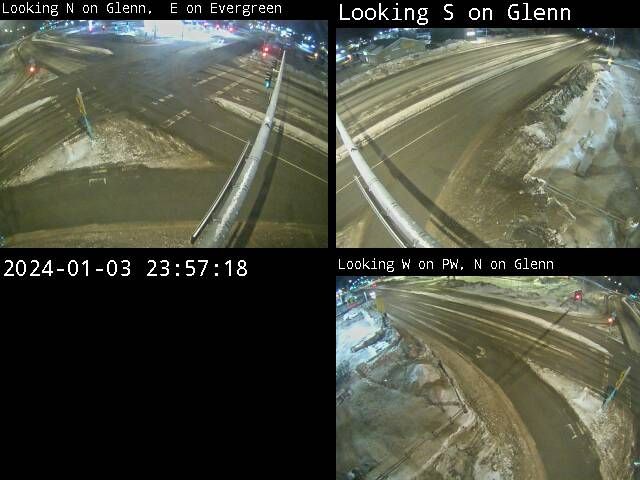 Looking N on Glenn, E on Evergreen
Looking S on Glenn
2024-01-03 23:57:18
Looking W on PW, N on Glenn